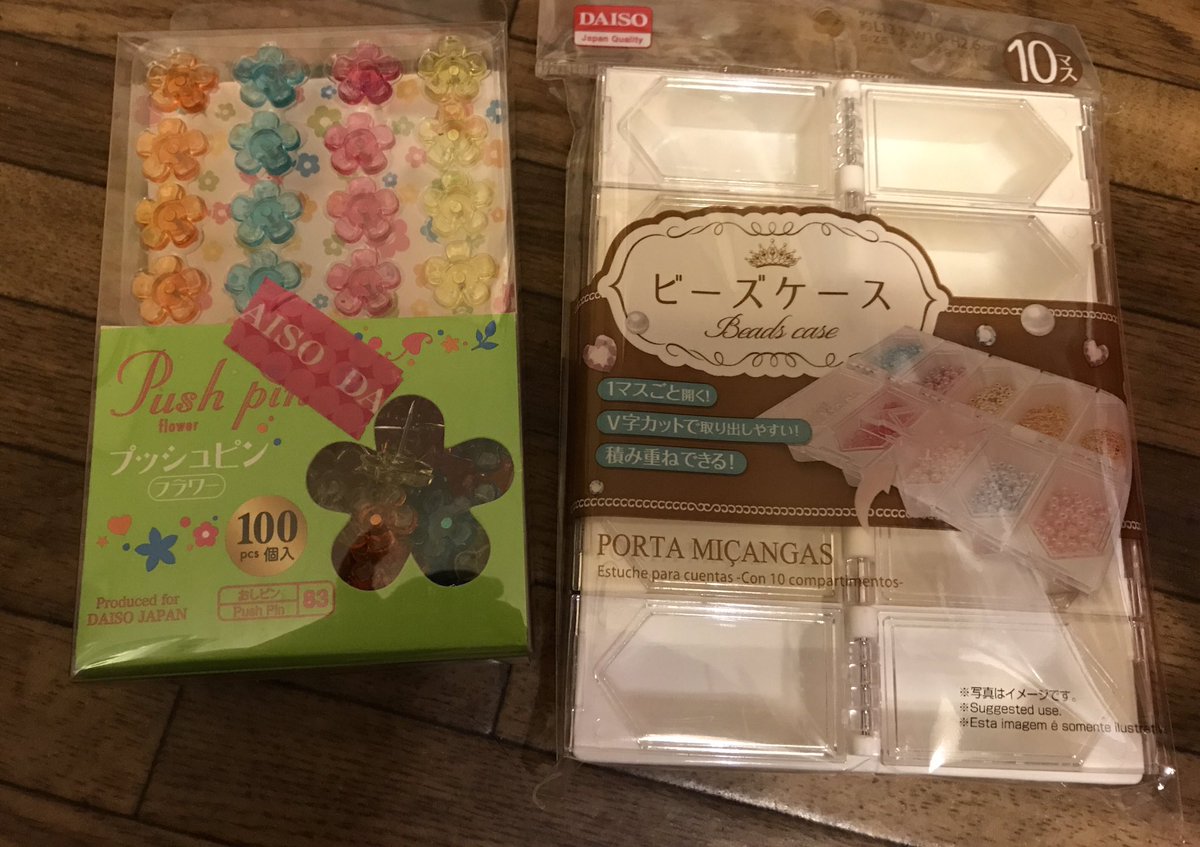 Push pin
flower
プッシュピン
フラワー
100
pcs 個入
Produced for
DAISO JAPAN
おしピン
Push Pin
83
AISO DA
DAISO
Japan Quality
10マス
ビーズケース
Beads case
1マスごと開く!
V字カットで取り出しやすい!
積み重ねできる!
PORTA MIÇANGAS
Estuche para cuentas -Con 10 compartimentos-
※写真はイメージです。
※Suggested use.
※Esta imagem é somente ilustrativ